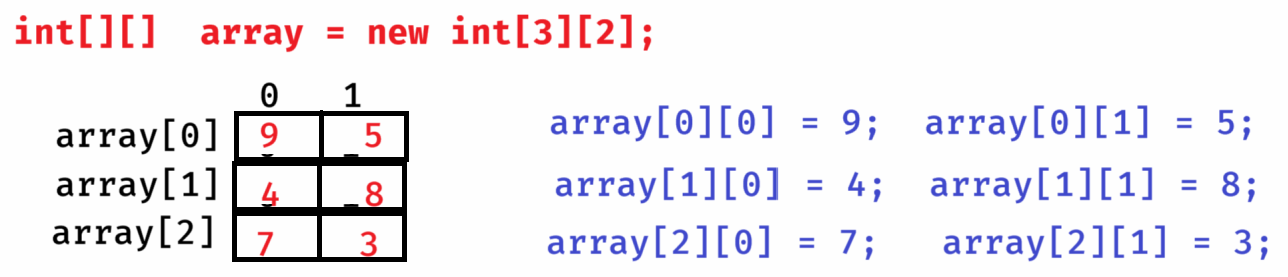 int[][] array = new int[3][2];
0 1
array[0] 9 5 array[0][0] = 9; array[0][1] = 5;
array[1] 4 8 array[1][0] = 4; array[1][1] = 8;
array[2] 7 3 array[2][0] = 7; array[2][1] = 3;